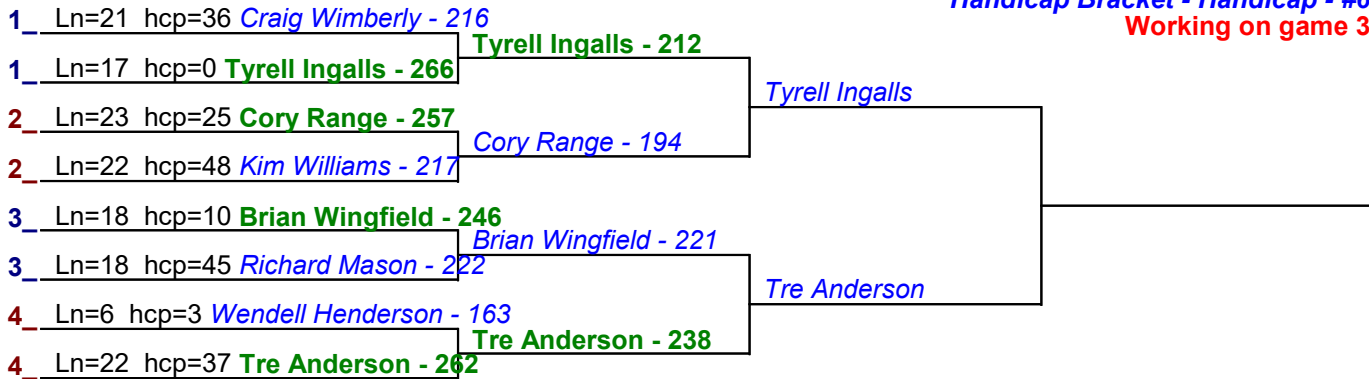 Handicap Bracket - Handicap - #6
Working on game 3
1_ Ln=21 hcp=36 Craig Wimberly - 216
Tyrell Ingalls - 212
1_ Ln=17 hcp=0 Tyrell Ingalls - 266
Tyrell Ingalls
2_ Ln=23 hcp=25 Cory Range - 257
Cory Range - 194
2_ Ln=22 hcp=48 Kim Williams - 217
3_ Ln=18 hcp=10 Brian Wingfield - 246
Brian Wingfield - 221
3_ Ln=18 hcp=45 Richard Mason - 222
Tre Anderson
4_ Ln=6 hcp=3 Wendell Henderson - 163
Tre Anderson - 238
4_ Ln=22 hcp=37 Tre Anderson - 262